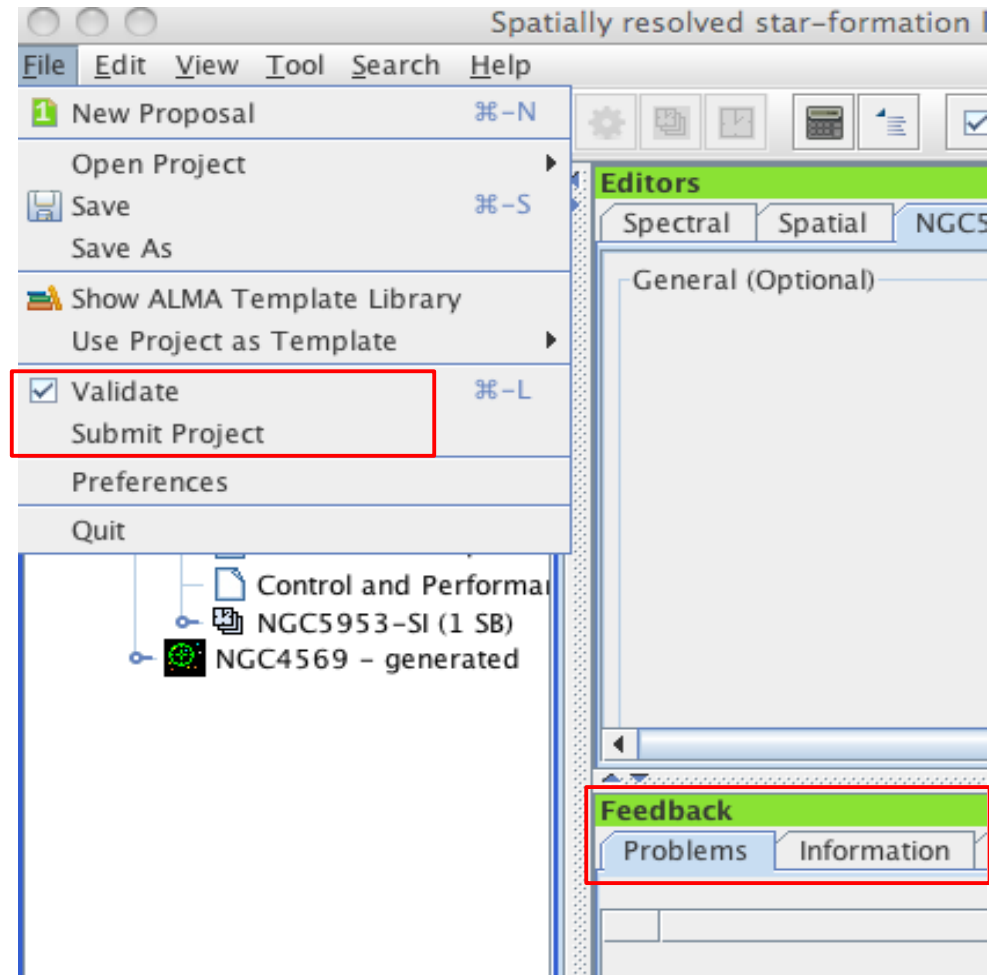 Spatially resolved star-formation
File Edit View Tool Search Help
1 New Proposal ⌘-N
Open Project
Save ⌘-S
Save As
Show ALMA Template Library
Use Project as Template
Validate ⌘-L
Submit Project
Preferences
Quit
Control and Performa
NGC5953-SI (1 SB)
NGC4569 - generated
Editors
Spectral Spatial NGC5
General (Optional)
Feedback
Problems Information